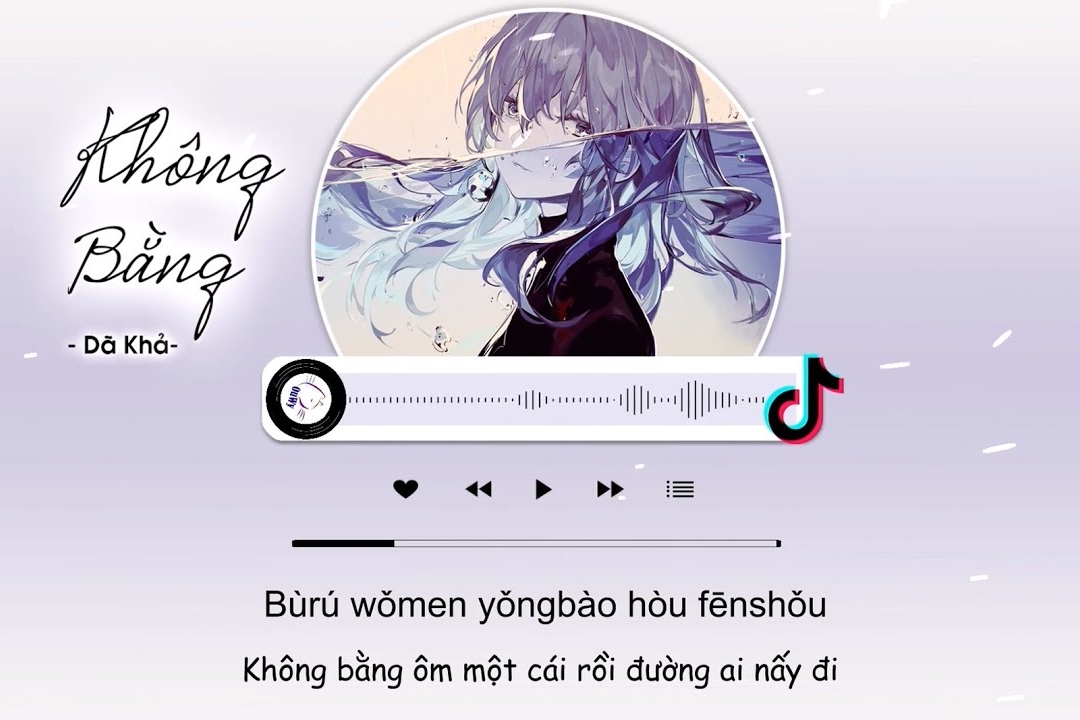 Không
Bằng
- Dã Khả-
Bùrú wǒmen yǒngbào hòu fēnshǒu
Không bằng ôm một cái rồi đường ai nấy đi